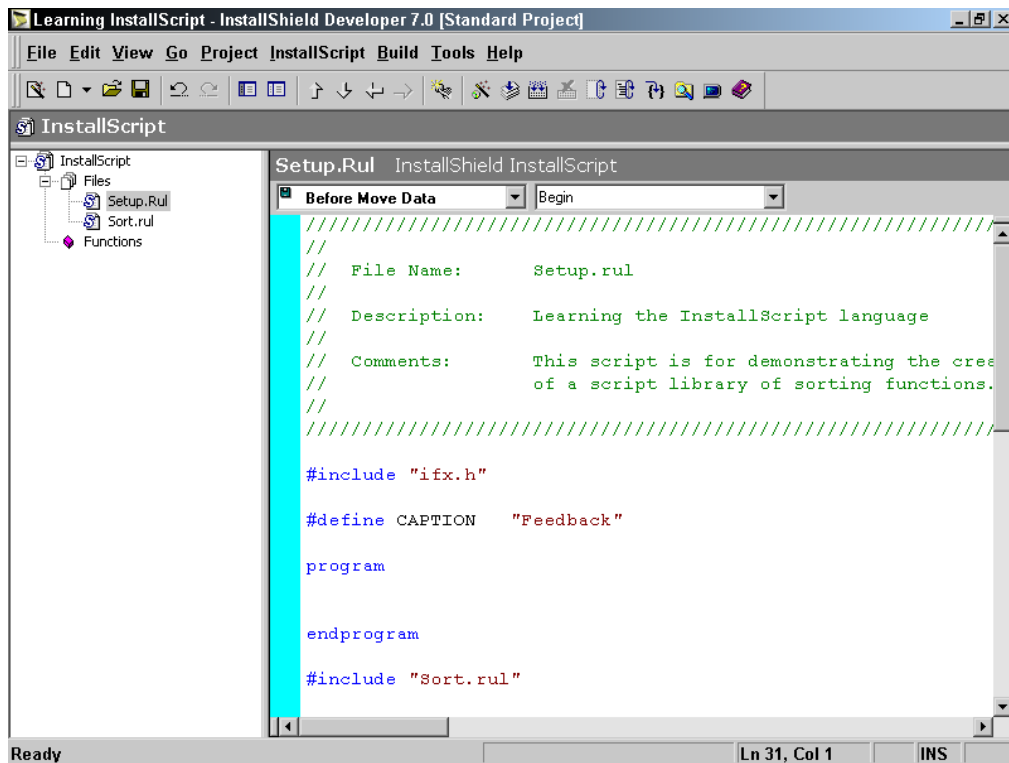 Learning InstallScript - InstallShield Developer 7.0 [Standard Project]
File Edit View Go Project InstallScript Build Tools Help
InstallScript
InstallScript
Files
Setup.Rul
Sort.rul
Functions
Setup.Rul InstallShield InstallScript
Before Move Data Begin
/////////////////////////////////////////////////////////////
//
// File Name: Setup.rul
//
// Description: Learning the InstallScript language
//
// Comments: This script is for demonstrating the crea
// of a script library of sorting functions.
//
/////////////////////////////////////////////////////////////
#include "ifx.h"
#define CAPTION "Feedback"
program
endprogram
#include "Sort.rul"
Ready Ln 31, Col 1 INS